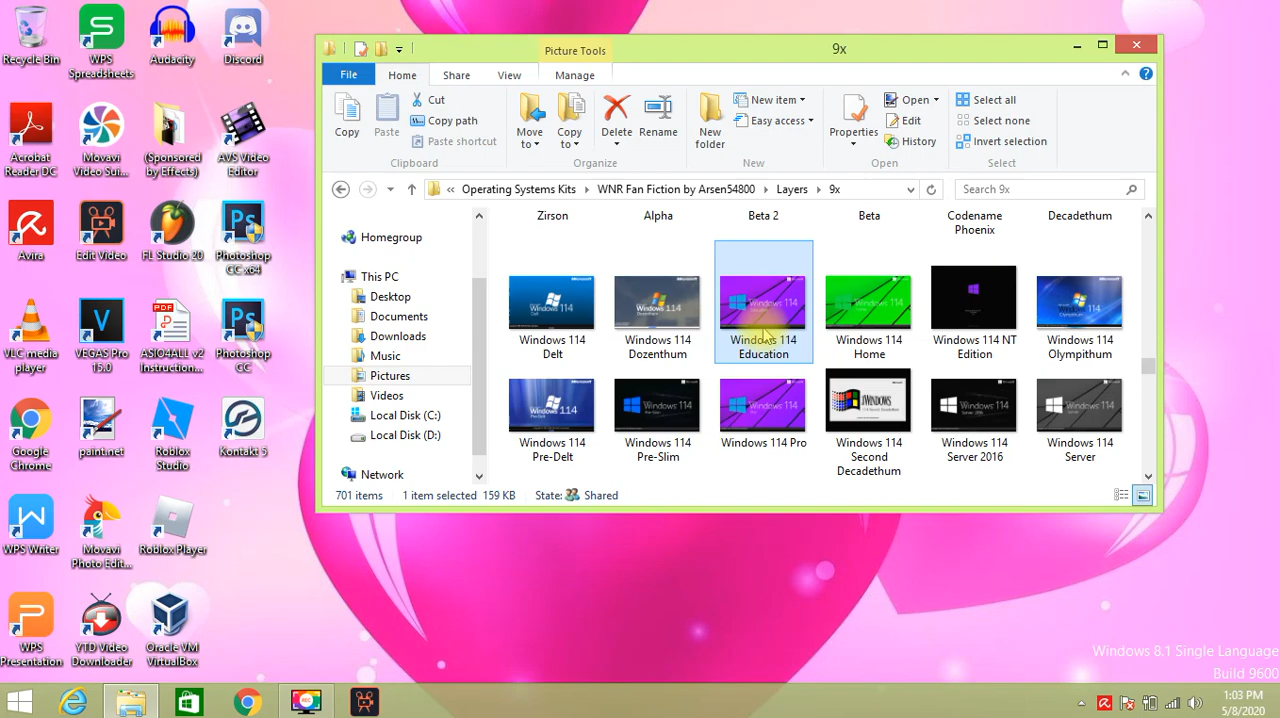 Recycle Bin
WPS Spreadsheets
Audacity
Discord
Acrobat Reader DC
Movavi Video Sui...
(Sponsored by Effects)
AVS Video Editor
Avira
Edit Video
FL Studio 20
Photoshop CC x64
VLC media player
VEGAS Pro 15.0
ASIO4ALL v2 Instruction...
Photoshop CC
Google Chrome
paint.net
Roblox Studio
Kontakt 5
WPS Writer
Movavi Photo Edit...
Roblox Player
WPS Presentation
YTD Video Downloader
Oracle VM VirtualBox
Picture Tools
9x
File
Home
Share
View
Manage
Copy
Paste
Cut
Copy path
Paste shortcut
Clipboard
Move to
Copy to
Delete
Rename
Organize
New folder
New item
Easy access
New
Properties
Open
Edit
History
Open
Select all
Select none
Invert selection
Select
« Operating Systems Kits
WNR Fan Fiction by Arsen54800
Layers
9x
Search 9x
Homegroup
This PC
Desktop
Documents
Downloads
Music
Pictures
Videos
Local Disk (C:)
Local Disk (D:)
Network
Zirson
Alpha
Beta 2
Beta
Codename Phoenix
Decadethum
Windows 114 Delt
Windows 114 Dozenthum
Windows 114 Education
Windows 114 Home
Windows 114 NT Edition
Windows 114 Olympithum
Windows 114 Pre-Delt
Windows 114 Pre-Slim
Windows 114 Pro
Windows 114 Second Decadethum
Windows 114 Server 2016
Windows 114 Server
701 items
1 item selected 159 KB
State:
Shared
Windows 8.1 Single Language
Build 9600
1:03 PM
5/8/2020